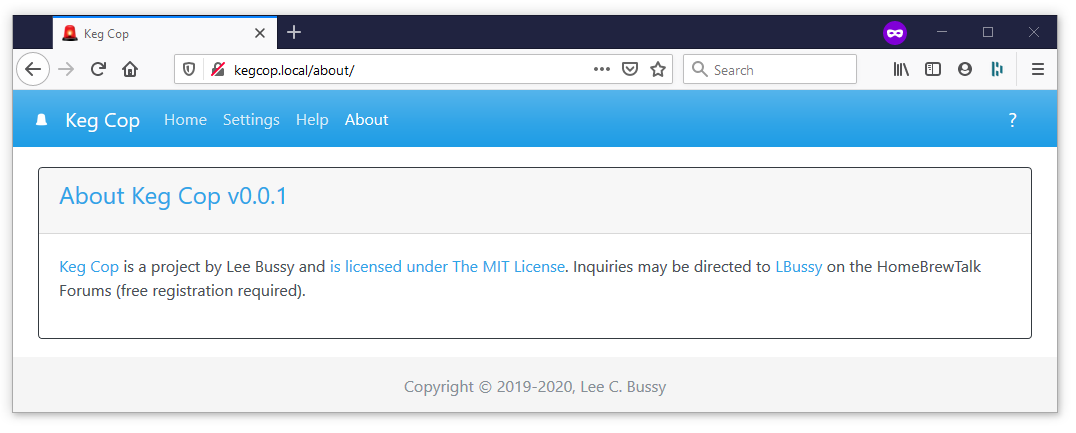 Keg Cop
kegcop.local/about/
Search
Keg Cop Home Settings Help About ?
About Keg Cop v0.0.1
Keg Cop is a project by Lee Bussy and is licensed under The MIT License. Inquiries may be directed to LBussy on the HomeBrewTalk
Forums (free registration required).
Copyright © 2019-2020, Lee C. Bussy